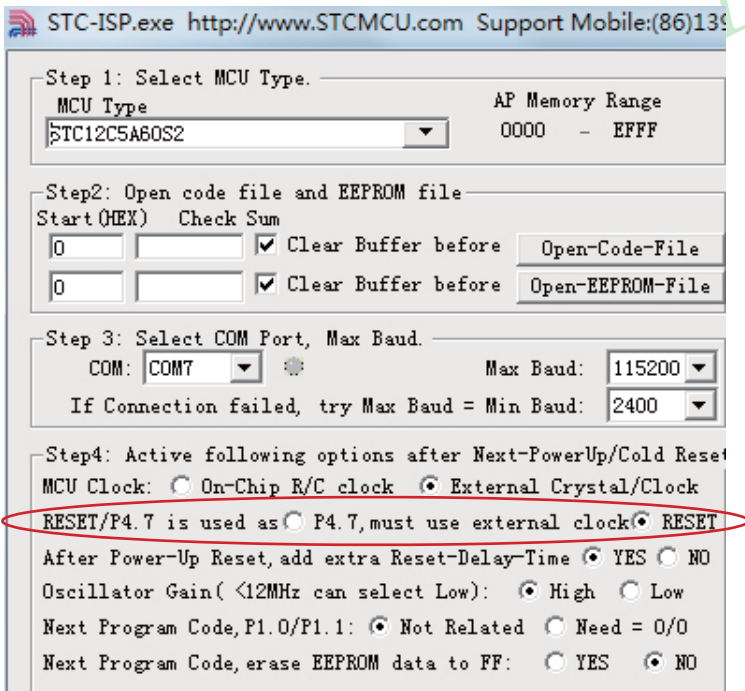 STC-ISP.exe http://www.STCMCU.com Support Mobile:(86)139
Step 1: Select MCU Type.
MCU Type AP Memory Range
STC12C5A60S2 0000 - EFFF
Step2: Open code file and EEPROM file
Start(HEX) Check Sum
0 Clear Buffer before Open-Code-File
0 Clear Buffer before Open-EEPROM-File
Step 3: Select COM Port, Max Baud.
COM: COM7 Max Baud: 115200
If Connection failed, try Max Baud = Min Baud: 2400
Step4: Active following options after Next-PowerUp/Cold Reset
MCU Clock: On-Chip R/C clock External Crystal/Clock
RESET/P4.7 is used as P4.7, must use external clock RESET
After Power-Up Reset, add extra Reset-Delay-Time YES NO
Oscillator Gain( <12MHz can select Low): High Low
Next Program Code, P1.0/P1.1: Not Related Need = 0/0
Next Program Code, erase EEPROM data to FF: YES NO